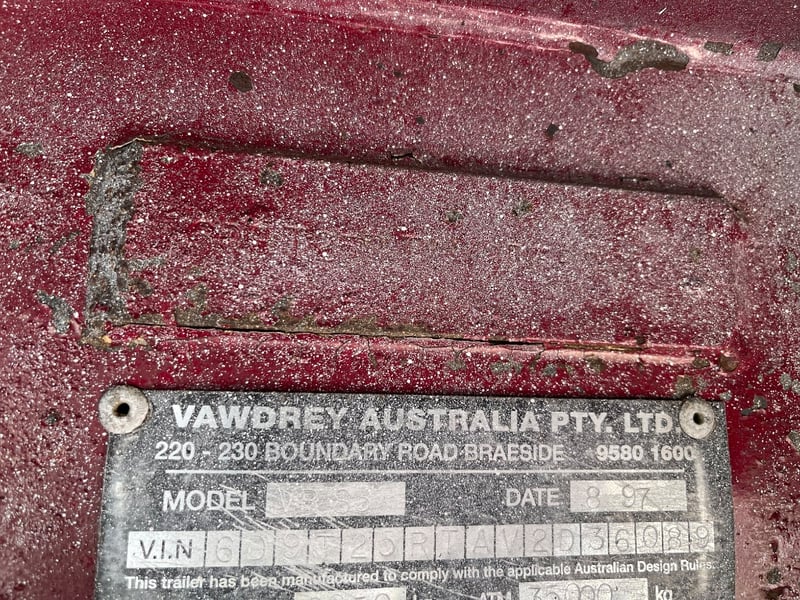 VAWDREY AUSTRALIA PTY. LTD.
220 - 230 BOUNDARY ROAD BRAESIDE 9580 1600
MODEL DATE 8 97
V.I.N 6D9T25RTAV2D36089
This trailer has been manufactured to comply with the applicable Australian Design Rules.
ATM kg